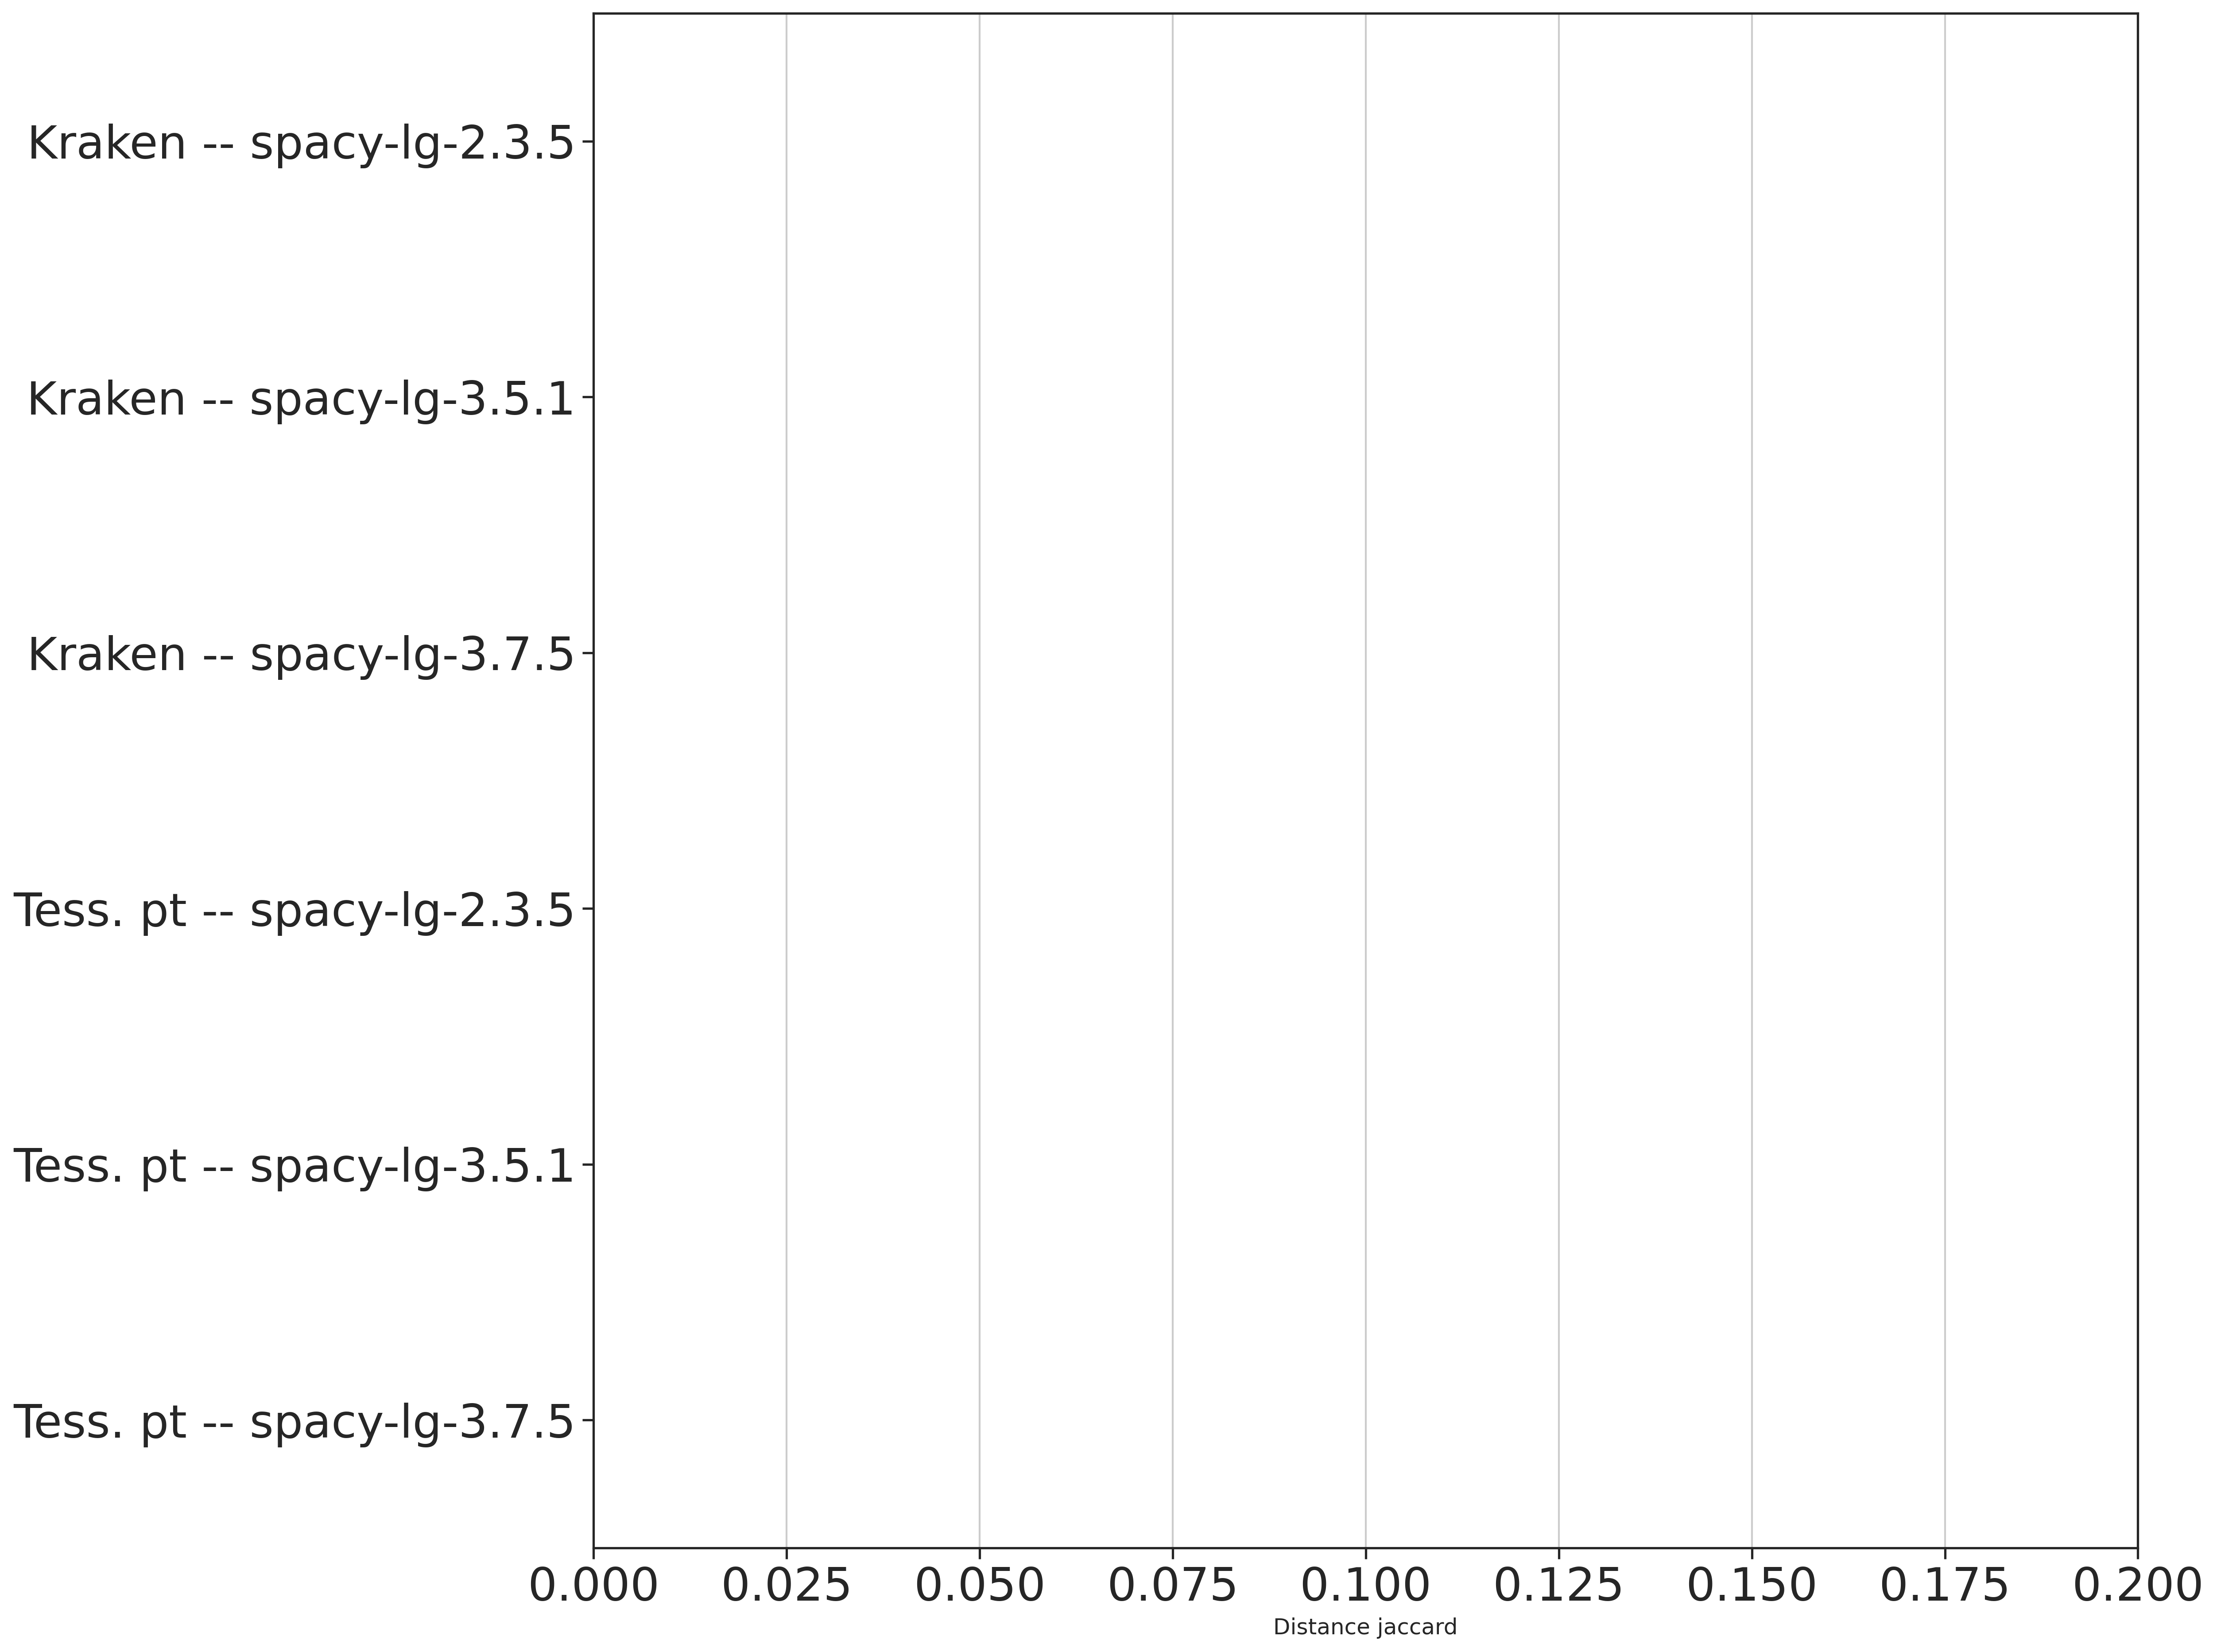 Kraken -- spacy-lg-2.3.5
Kraken -- spacy-lg-3.5.1
Kraken -- spacy-lg-3.7.5
Tess. pt -- spacy-lg-2.3.5
Tess. pt -- spacy-lg-3.5.1
Tess. pt -- spacy-lg-3.7.5
0.000 0.025 0.050 0.075 0.100 0.125 0.150 0.175 0.200
Distance jaccard